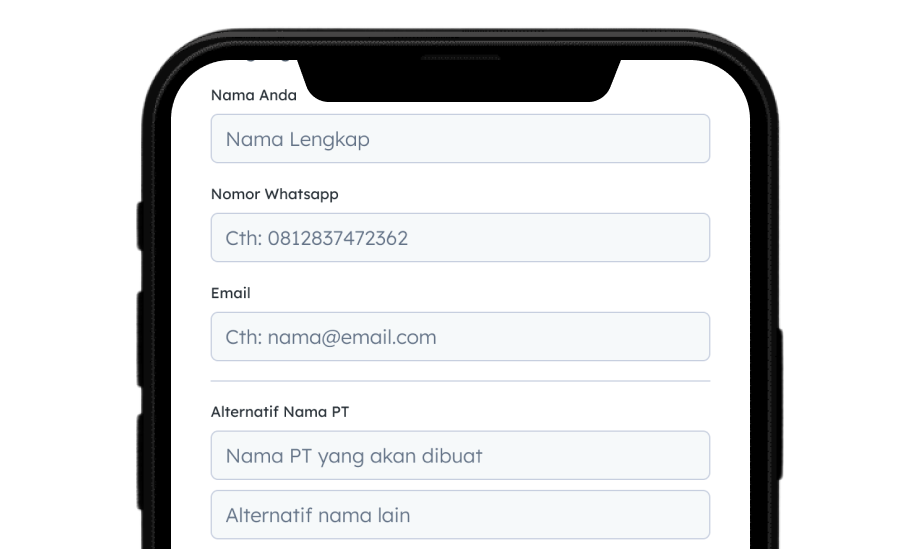 Nama Anda
Nama Lengkap
Nomor Whatsapp
Cth: 0812837472362
Email
Cth: nama@email.com
Alternatif Nama PT
Nama PT yang akan dibuat
Alternatif nama lain